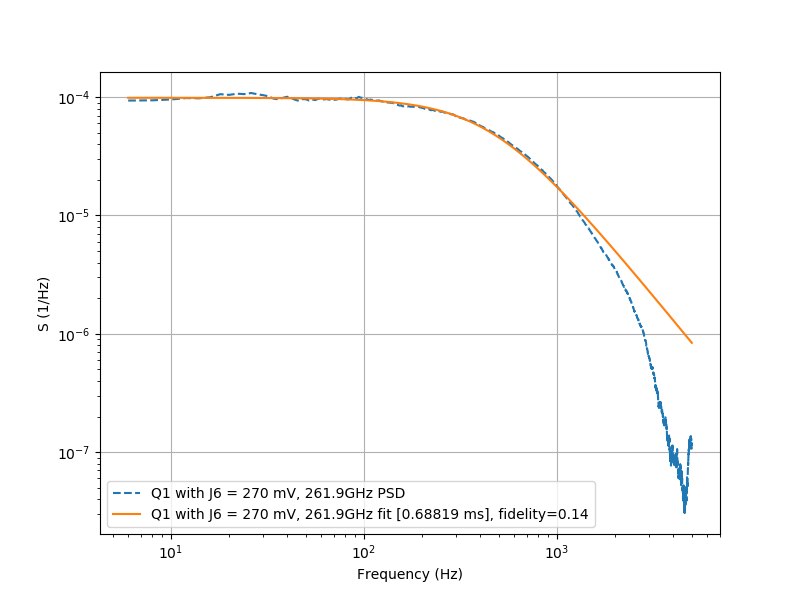 10⁻⁴
10⁻⁵
10⁻⁶
10⁻⁷
S (1/Hz)
Q1 with J6 = 270 mV, 261.9GHz PSD
Q1 with J6 = 270 mV, 261.9GHz fit [0.68819 ms], fidelity=0.14
10¹ 10² 10³
Frequency (Hz)